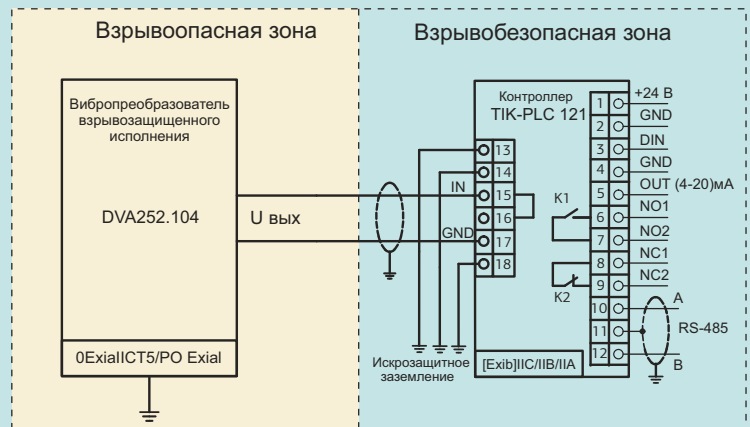 Взрывоопасная зона
Взрывобезопасная зона
Вибропреобразователь
взрывозащищенного
исполнения
DVA252.104
U вых
0ExiaIICT5/PO ExiaI
Контроллер
TIK-PLC 121
13
14
IN
15
16
GND
17
18
1
+24 В
2
GND
3
DIN
4
GND
5
OUT (4-20)мА
K1
6
NO1
7
NO2
8
NC1
9
NC2
K2
10
A
11
RS-485
12
B
Искрозащитное
заземление
[Exib]IIC/IIB/IIA